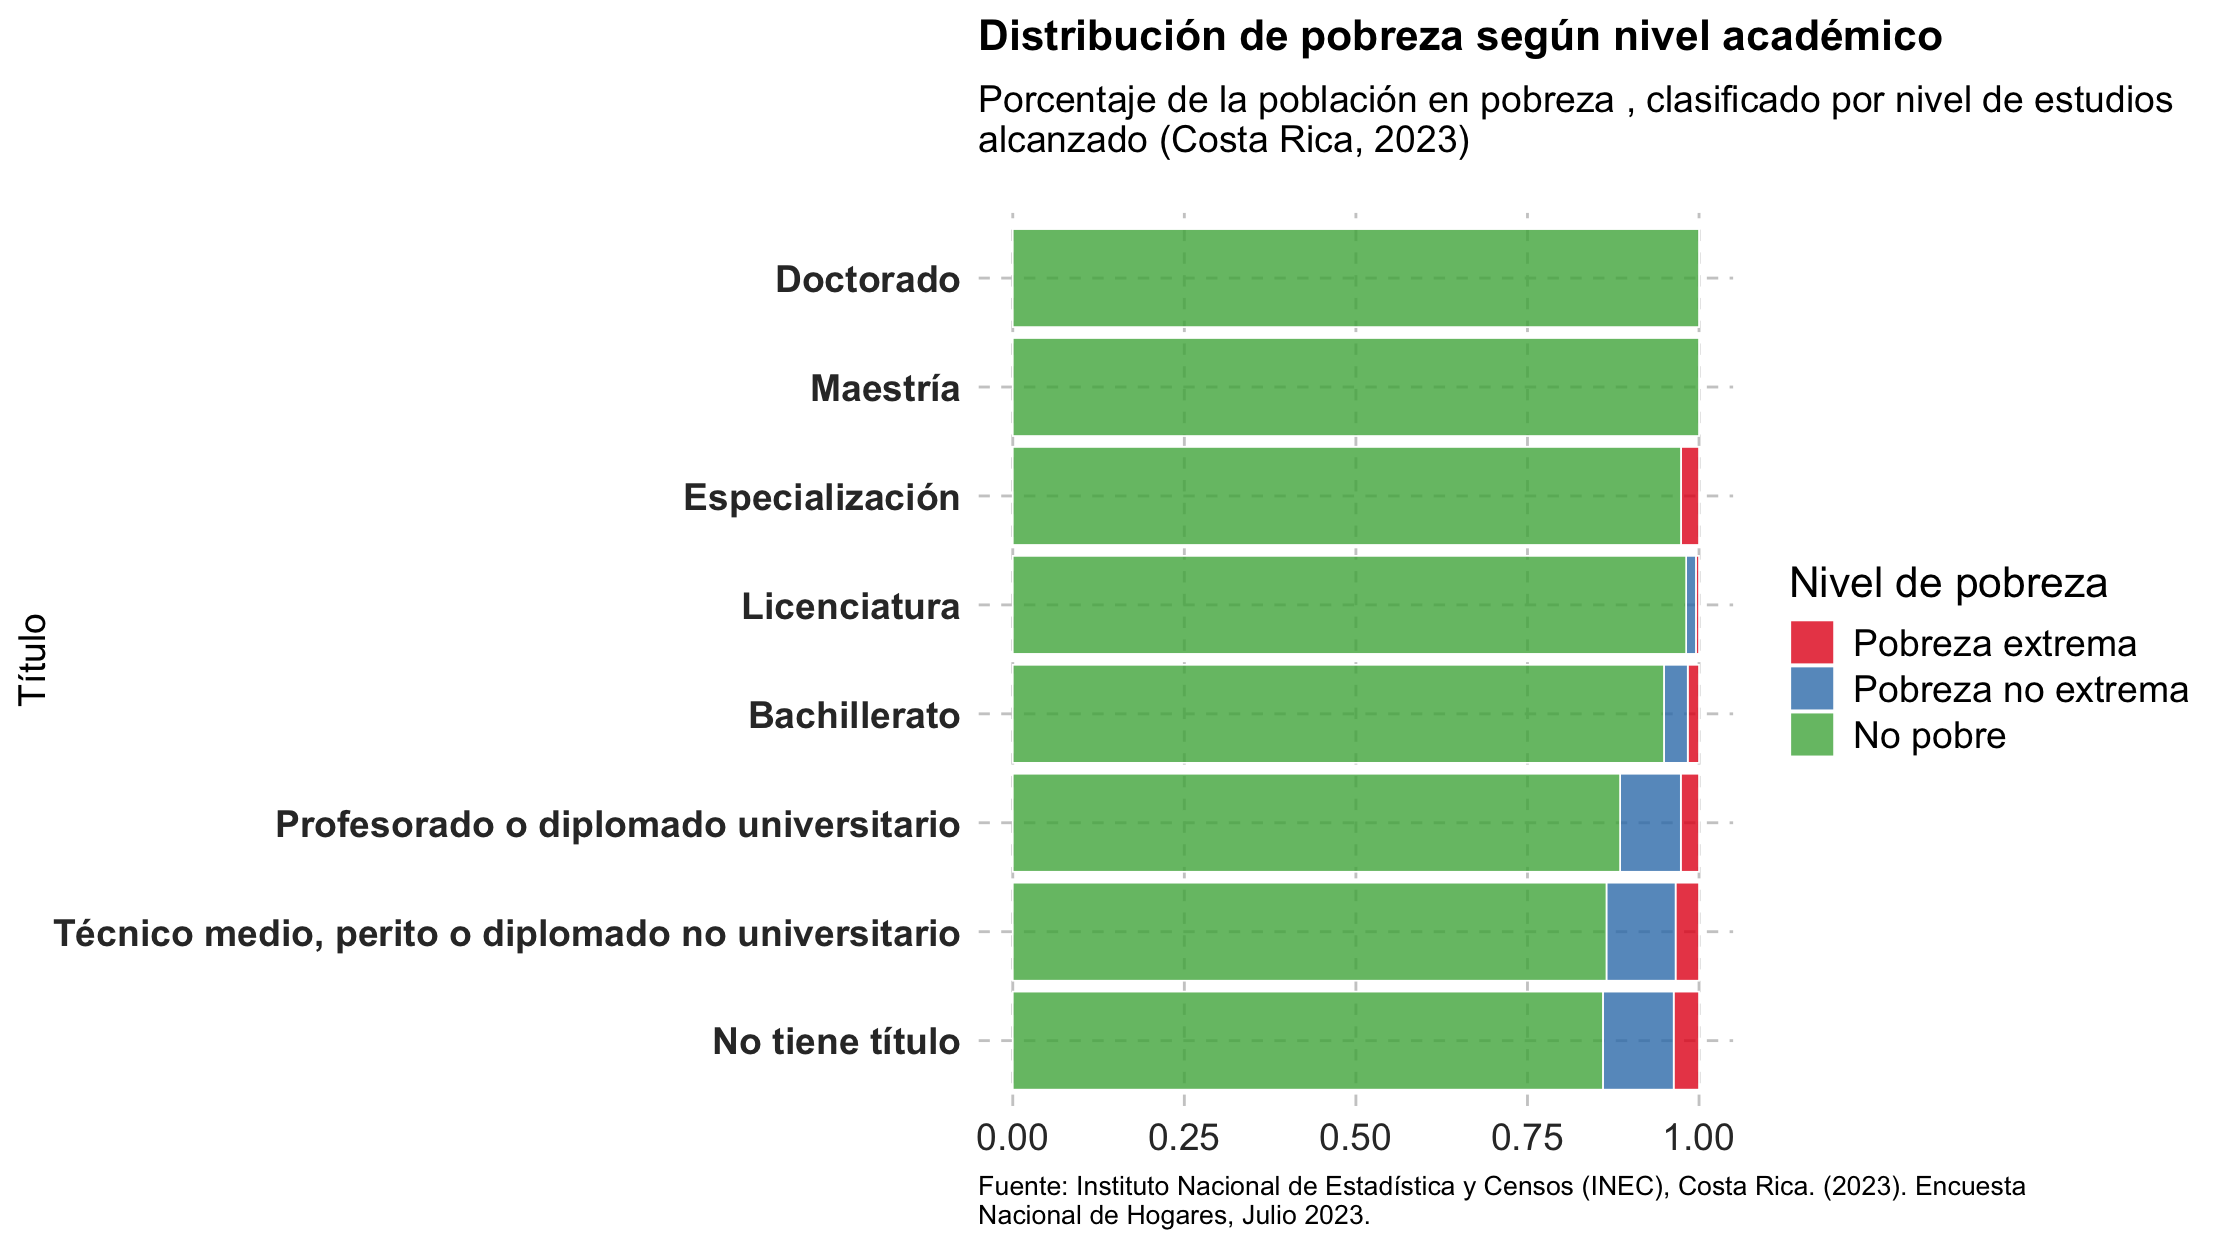 Distribución de pobreza según nivel académico
Porcentaje de la población en pobreza , clasificado por nivel de estudios
alcanzado (Costa Rica, 2023)
Título
Doctorado
Maestría
Especialización
Licenciatura
Bachillerato
Profesorado o diplomado universitario
Técnico medio, perito o diplomado no universitario
No tiene título
0.00 0.25 0.50 0.75 1.00
Nivel de pobreza
Pobreza extrema
Pobreza no extrema
No pobre
Fuente: Instituto Nacional de Estadística y Censos (INEC), Costa Rica. (2023). Encuesta
Nacional de Hogares, Julio 2023.